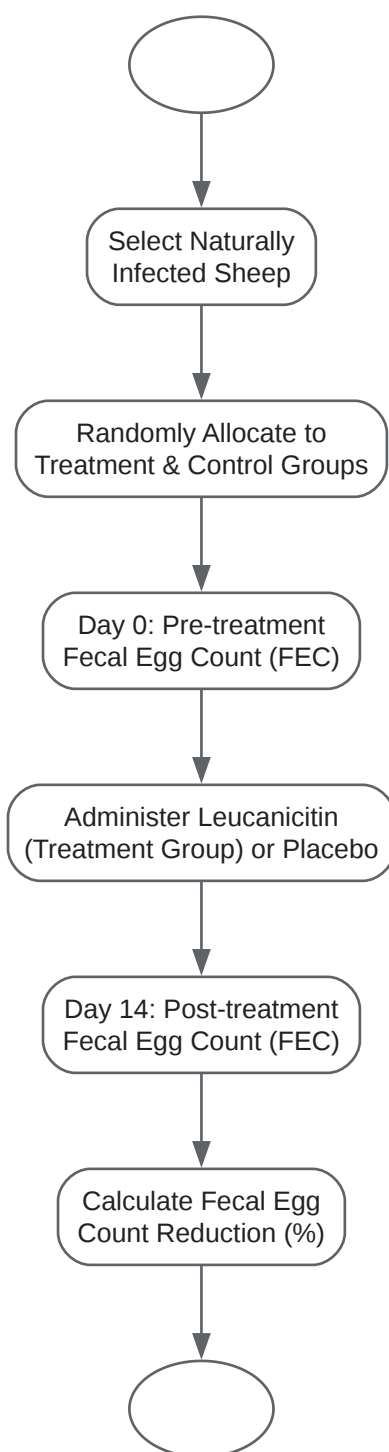 Select Naturally
Infected Sheep
Randomly Allocate to
Treatment & Control Groups
Day 0: Pre-treatment
Fecal Egg Count (FEC)
Administer Leucanicitin
(Treatment Group) or Placebo
Day 14: Post-treatment
Fecal Egg Count (FEC)
Calculate Fecal Egg
Count Reduction (%)